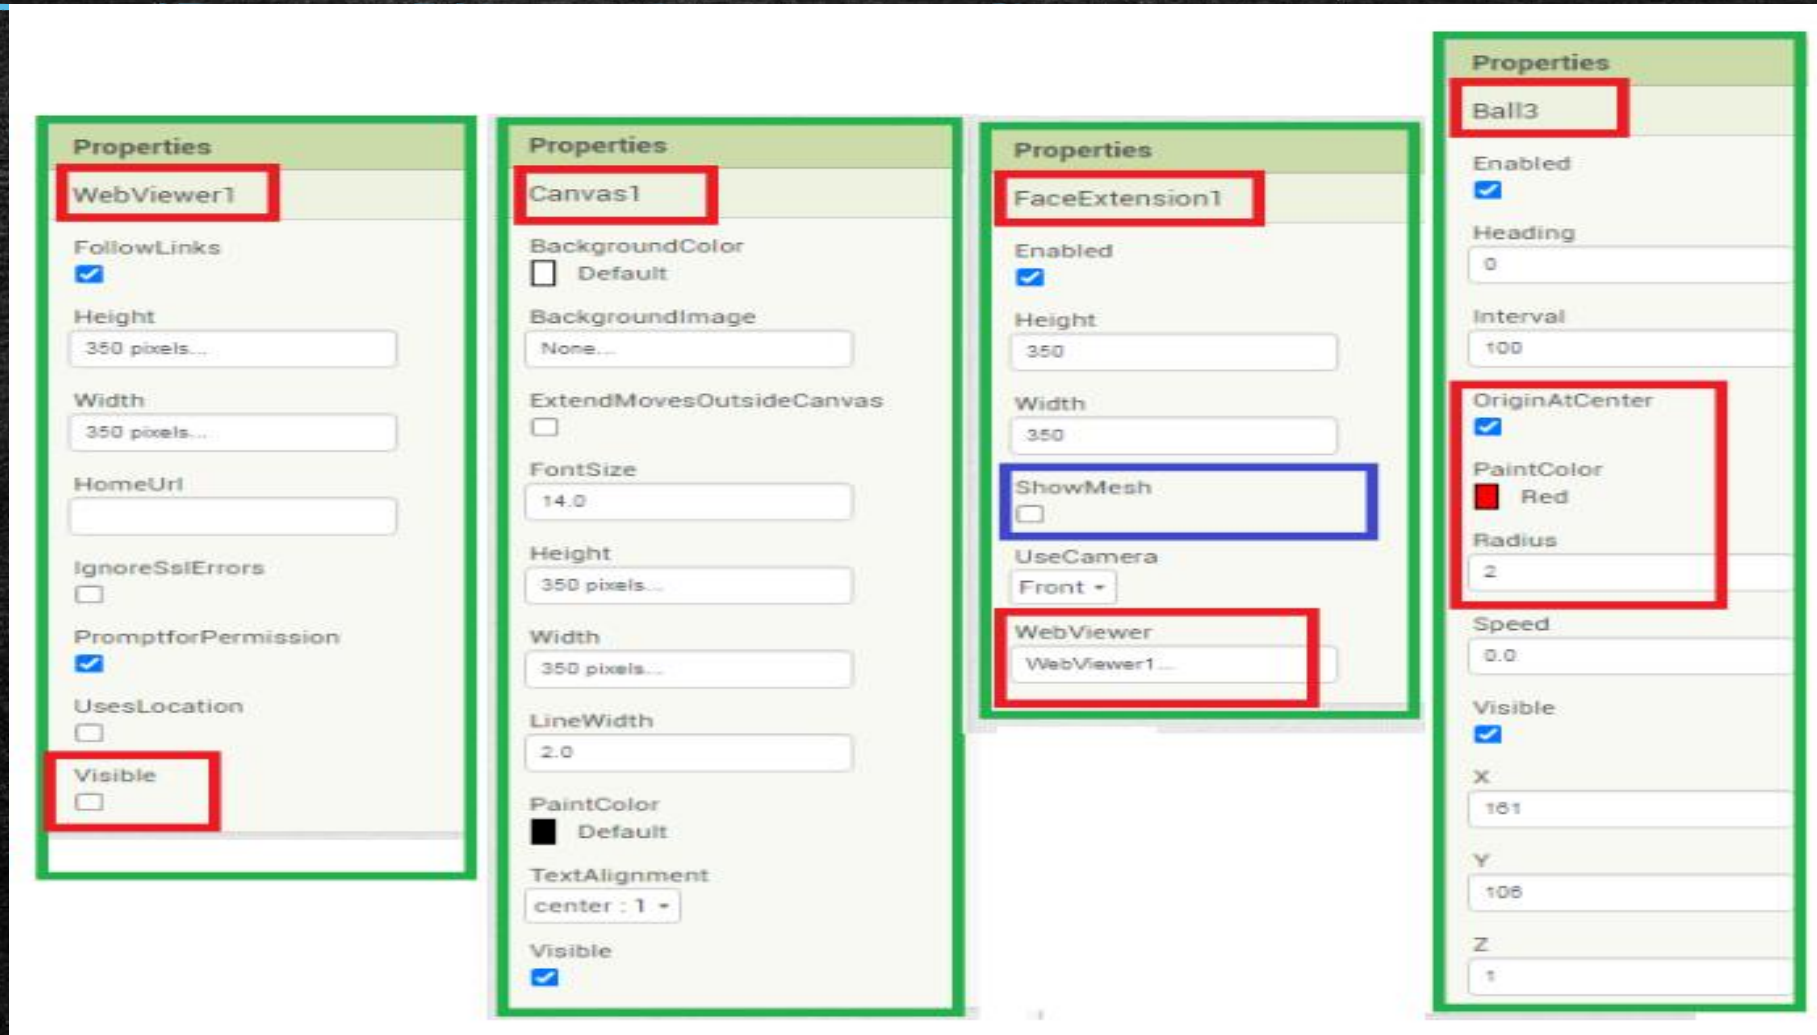 Properties
WebViewer1
FollowLinks
Height
350 pixels...
Width
350 pixels...
HomeUrl
IgnoreSslErrors
PromptforPermission
UsesLocation
Visible
Properties
Canvas1
BackgroundColor
Default
BackgroundImage
None...
ExtendMovesOutsideCanvas
FontSize
14.0
Height
350 pixels...
Width
350 pixels...
LineWidth
2.0
PaintColor
Default
TextAlignment
center : 1
Visible
Properties
FaceExtension1
Enabled
Height
350
Width
350
ShowMesh
UseCamera
Front
WebViewer
WebViewer1...
Properties
Ball3
Enabled
Heading
0
Interval
100
OriginAtCenter
PaintColor
Red
Radius
2
Speed
0.0
Visible
X
161
Y
106
Z
1